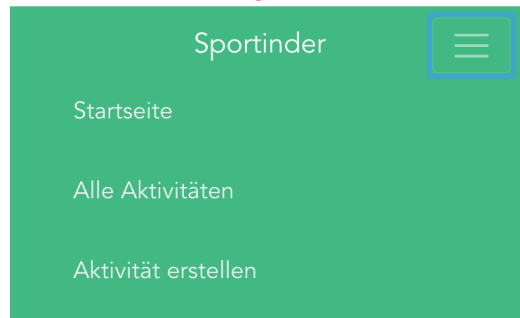 Sportinder
Startseite
Alle Aktivitäten
Aktivität erstellen